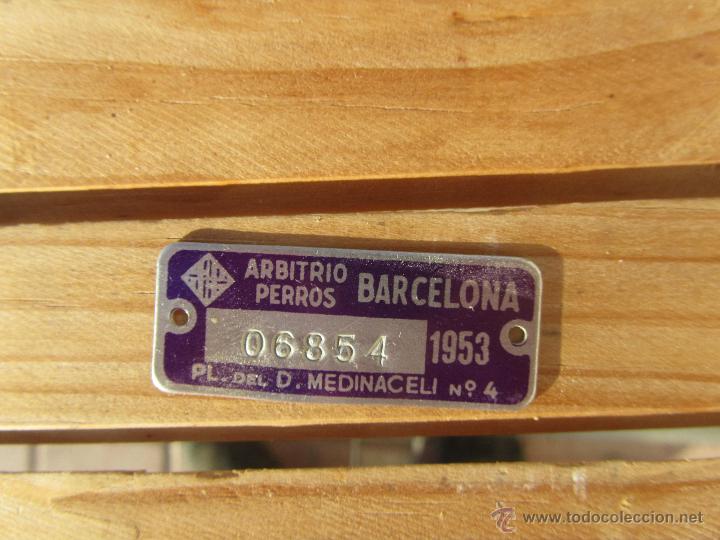 ARBITRIO
PERROS BARCELONA
06854 1953
PL. DEL D. MEDINACELI Nº 4
© www.todocoleccion.net